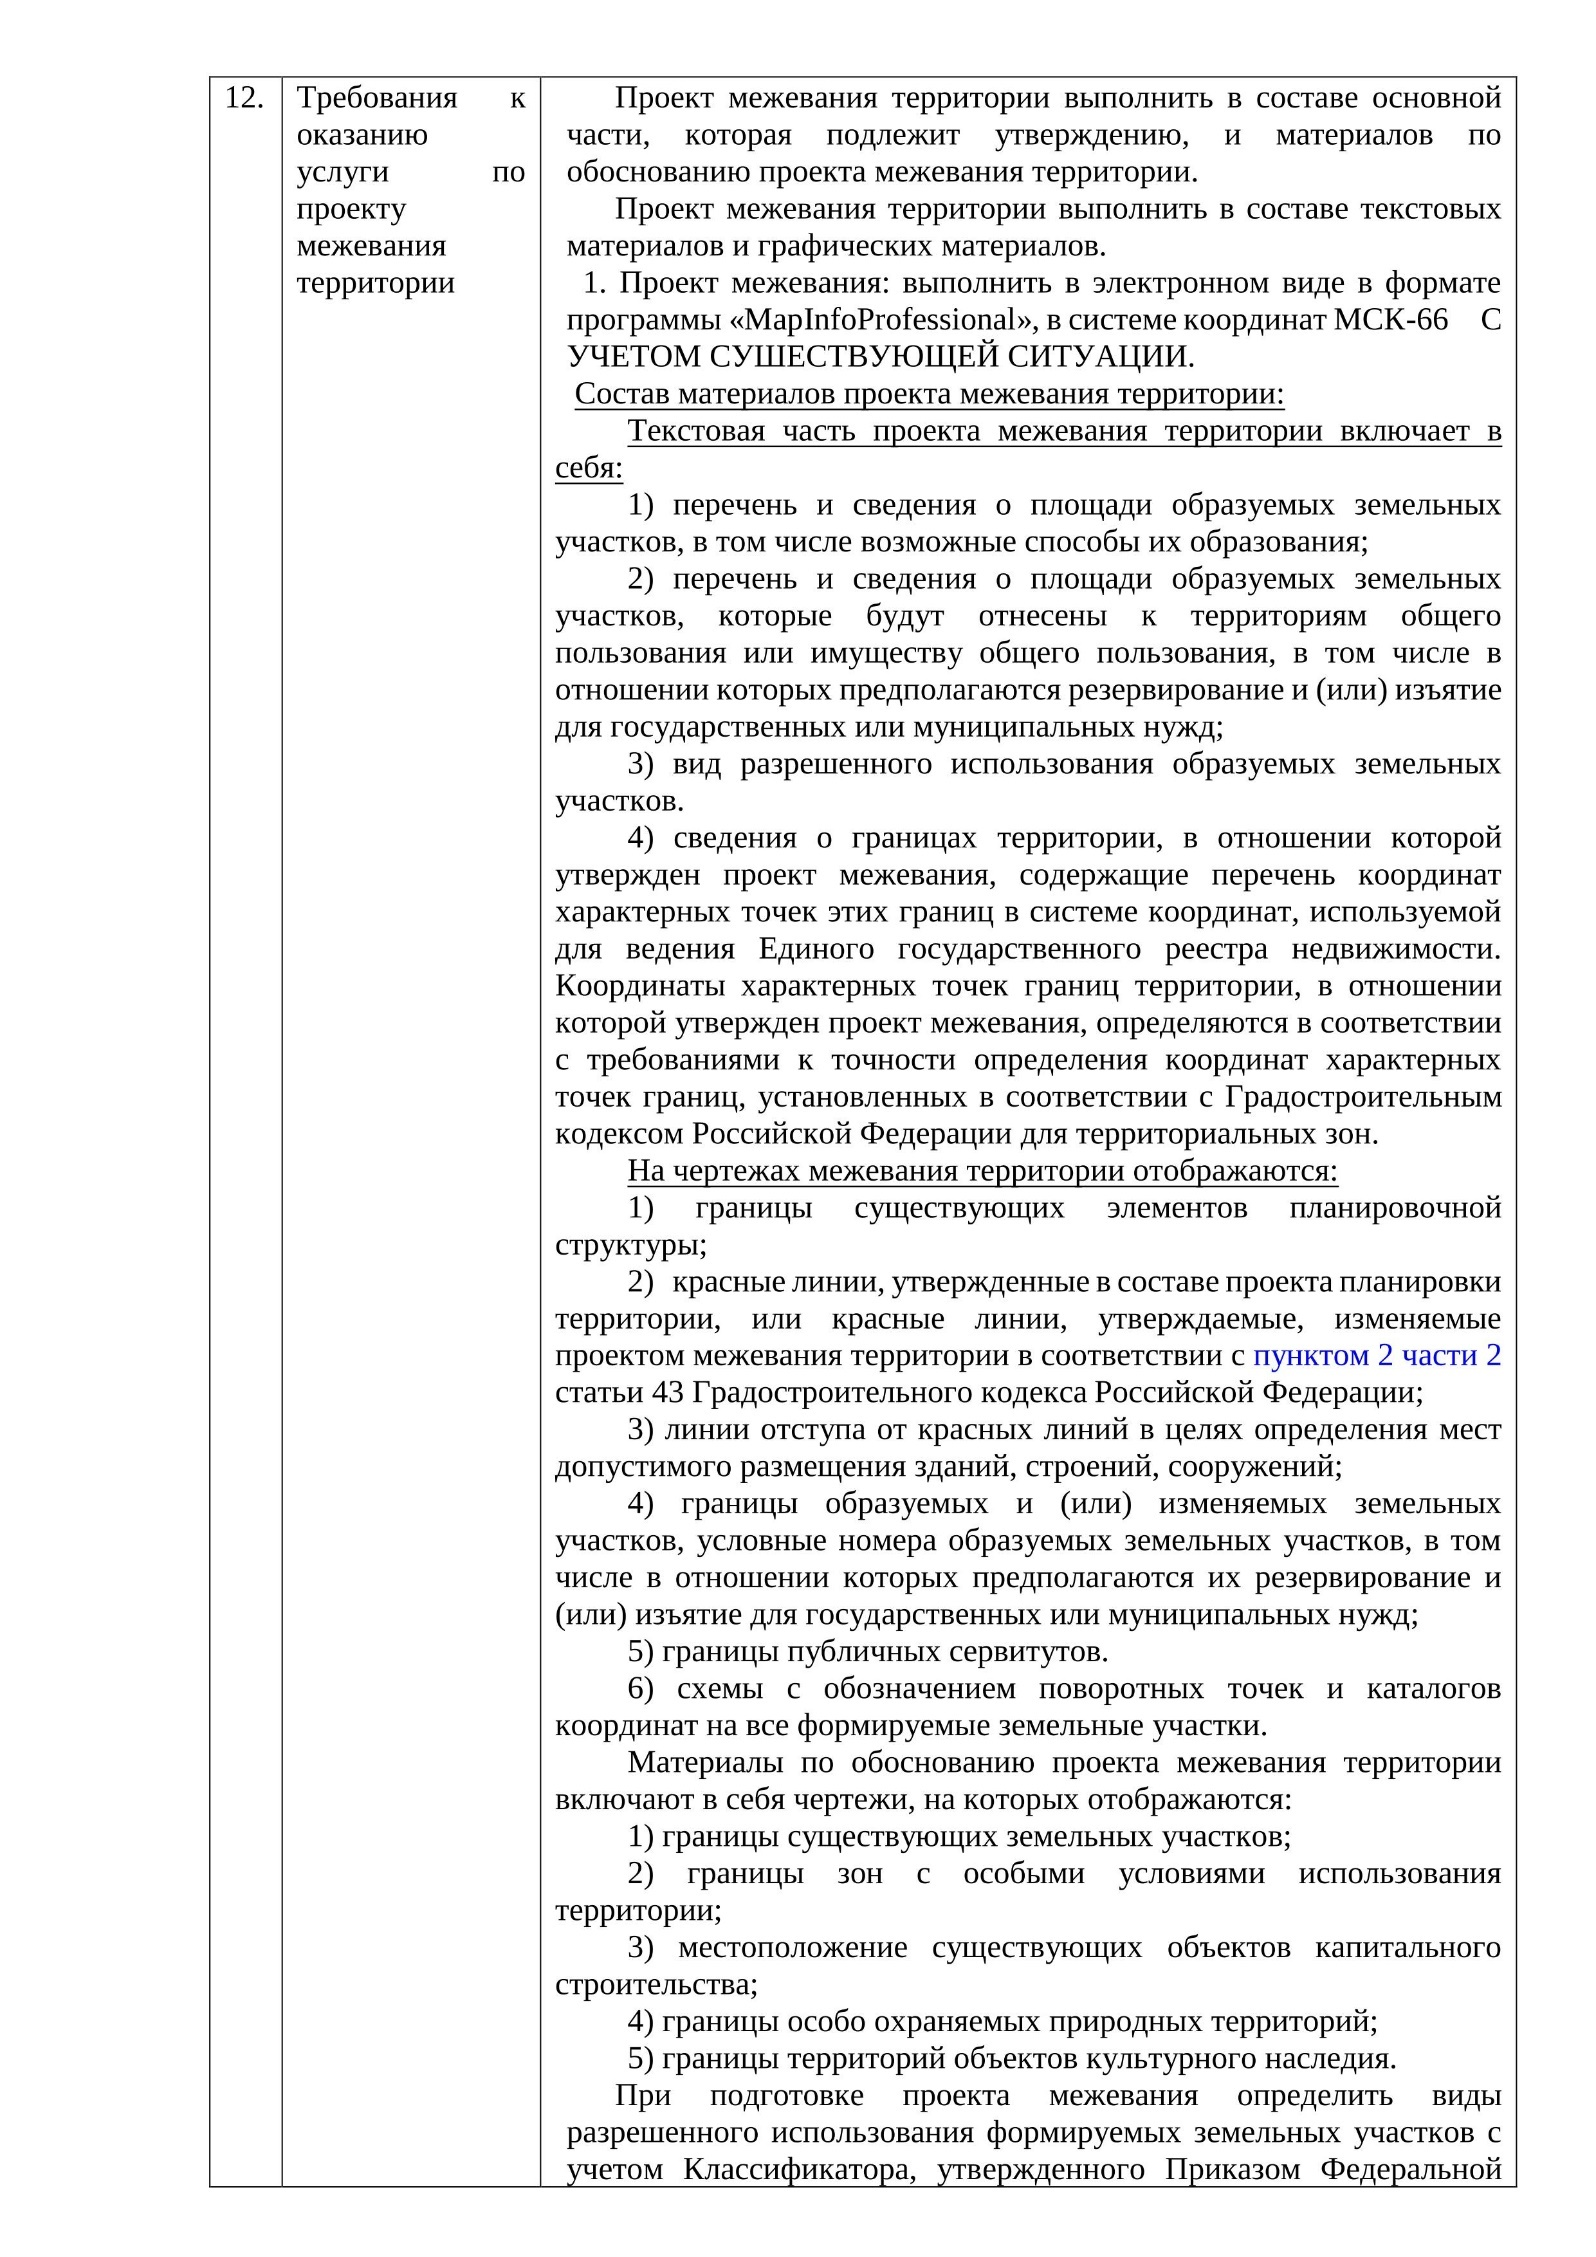 12.
Требования к
оказанию
услуги по
проекту
межевания
территории
Проект межевания территории выполнить в составе основной
части, которая подлежит утверждению, и материалов по
обоснованию проекта межевания территории.
Проект межевания территории выполнить в составе текстовых
материалов и графических материалов.
1. Проект межевания: выполнить в электронном виде в формате
программы «MapInfoProfessional», в системе координат МСК-66 С
УЧЕТОМ СУШЕСТВУЮЩЕЙ СИТУАЦИИ.
Состав материалов проекта межевания территории:
Текстовая часть проекта межевания территории включает в
себя:
1) перечень и сведения о площади образуемых земельных
участков, в том числе возможные способы их образования;
2) перечень и сведения о площади образуемых земельных
участков, которые будут отнесены к территориям общего
пользования или имуществу общего пользования, в том числе в
отношении которых предполагаются резервирование и (или) изъятие
для государственных или муниципальных нужд;
3) вид разрешенного использования образуемых земельных
участков.
4) сведения о границах территории, в отношении которой
утвержден проект межевания, содержащие перечень координат
характерных точек этих границ в системе координат, используемой
для ведения Единого государственного реестра недвижимости.
Координаты характерных точек границ территории, в отношении
которой утвержден проект межевания, определяются в соответствии
с требованиями к точности определения координат характерных
точек границ, установленных в соответствии с Градостроительным
кодексом Российской Федерации для территориальных зон.
На чертежах межевания территории отображаются:
1) границы существующих элементов планировочной
структуры;
2) красные линии, утвержденные в составе проекта планировки
территории, или красные линии, утверждаемые, изменяемые
проектом межевания территории в соответствии с пунктом 2 части 2
статьи 43 Градостроительного кодекса Российской Федерации;
3) линии отступа от красных линий в целях определения мест
допустимого размещения зданий, строений, сооружений;
4) границы образуемых и (или) изменяемых земельных
участков, условные номера образуемых земельных участков, в том
числе в отношении которых предполагаются их резервирование и
(или) изъятие для государственных или муниципальных нужд;
5) границы публичных сервитутов.
6) схемы с обозначением поворотных точек и каталогов
координат на все формируемые земельные участки.
Материалы по обоснованию проекта межевания территории
включают в себя чертежи, на которых отображаются:
1) границы существующих земельных участков;
2) границы зон с особыми условиями использования
территории;
3) местоположение существующих объектов капитального
строительства;
4) границы особо охраняемых природных территорий;
5) границы территорий объектов культурного наследия.
При подготовке проекта межевания определить виды
разрешенного использования формируемых земельных участков с
учетом Классификатора, утвержденного Приказом Федеральной